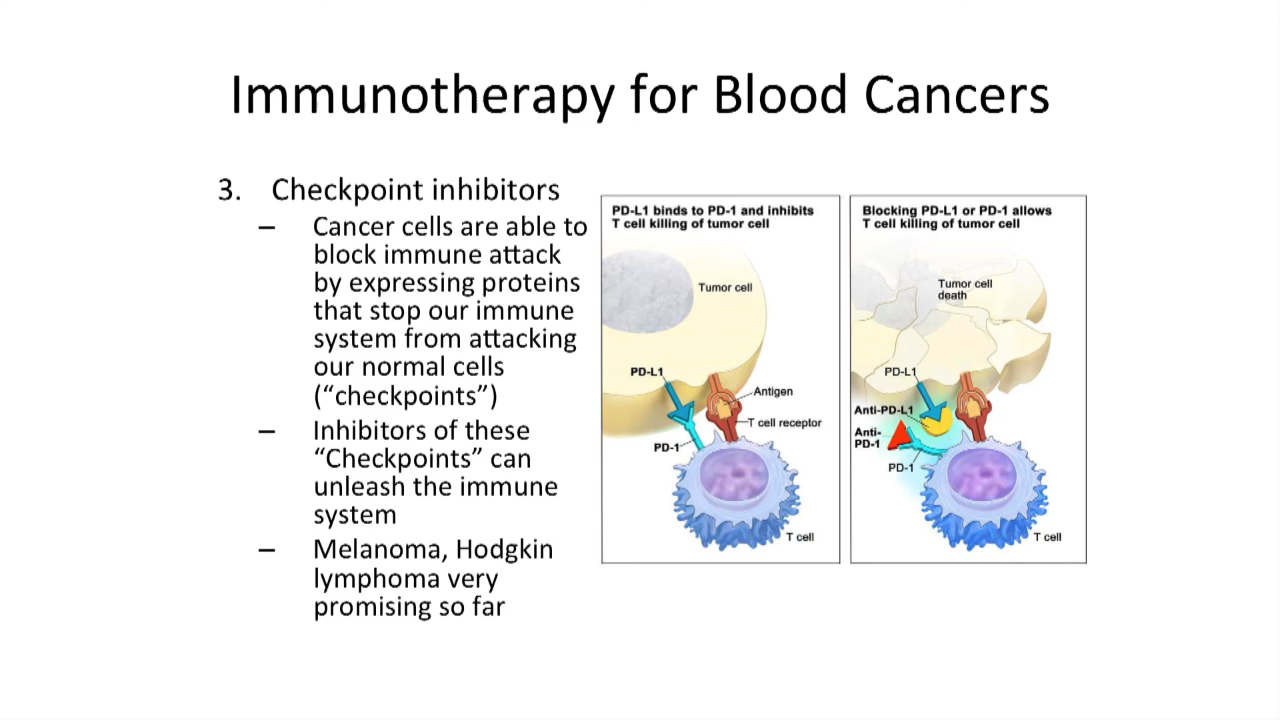 Immunotherapy for Blood Cancers
3. Checkpoint inhibitors
– Cancer cells are able to
block immune attack
by expressing proteins
that stop our immune
system from attacking
our normal cells
(“checkpoints”)
– Inhibitors of these
“Checkpoints” can
unleash the immune
system
– Melanoma, Hodgkin
lymphoma very
promising so far
PD-L1 binds to PD-1 and inhibits
T cell killing of tumor cell
Tumor cell
PD-L1
Antigen
T cell receptor
PD-1
T cell
Blocking PD-L1 or PD-1 allows
T cell killing of tumor cell
Tumor cell
death
PD-L1
Anti-PD-L1
Anti-
PD-1
PD-1
T cell